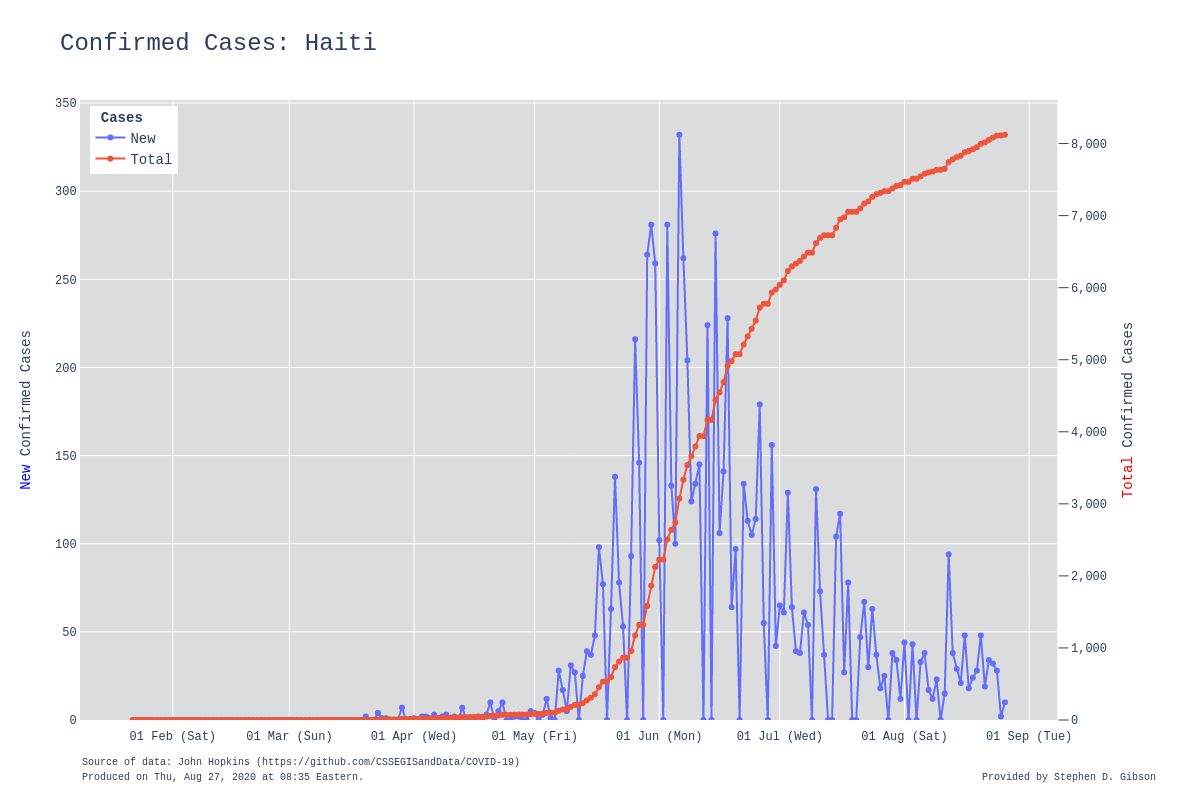 Confirmed Cases: Haiti
Cases
New
Total
350
300
250
200
150
100
50
0
8,000
7,000
6,000
5,000
4,000
3,000
2,000
1,000
0
New Confirmed Cases
Total Confirmed Cases
01 Feb (Sat) 01 Mar (Sun) 01 Apr (Wed) 01 May (Fri) 01 Jun (Mon) 01 Jul (Wed) 01 Aug (Sat) 01 Sep (Tue)
Source of data: John Hopkins (https://github.com/CSSEGISandData/COVID-19)
Produced on Thu, Aug 27, 2020 at 08:35 Eastern.
Provided by Stephen D. Gibson